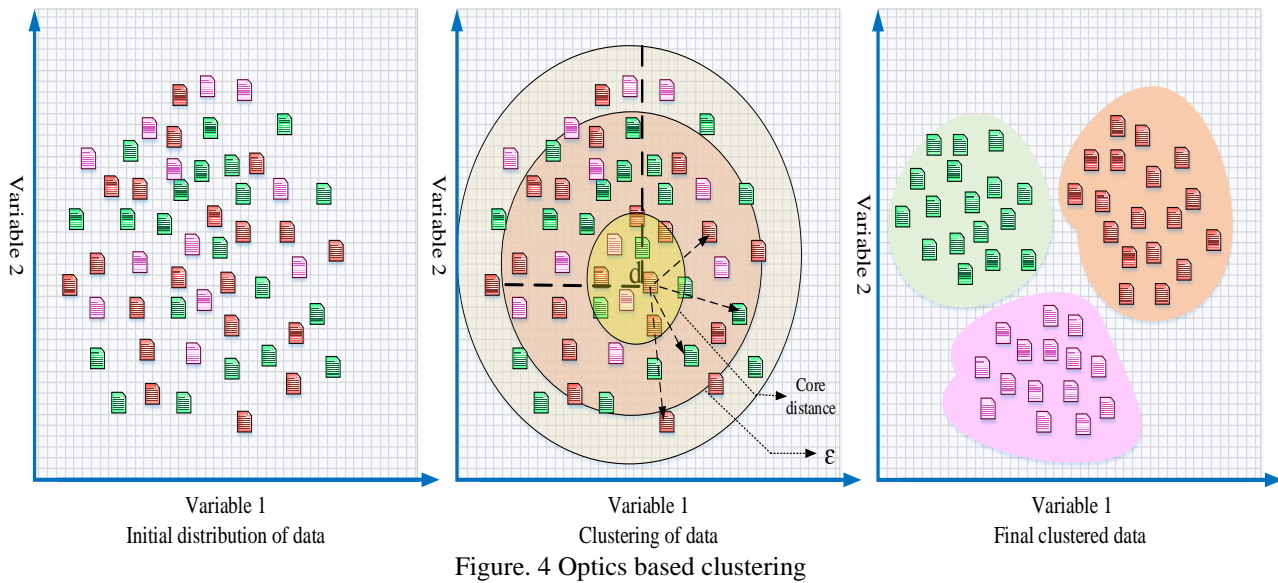 Variable 2
Variable 1
Initial distribution of data
Variable 2
d
Core
distance
ε
Variable 1
Clustering of data
Variable 2
Variable 1
Final clustered data
Figure. 4 Optics based clustering